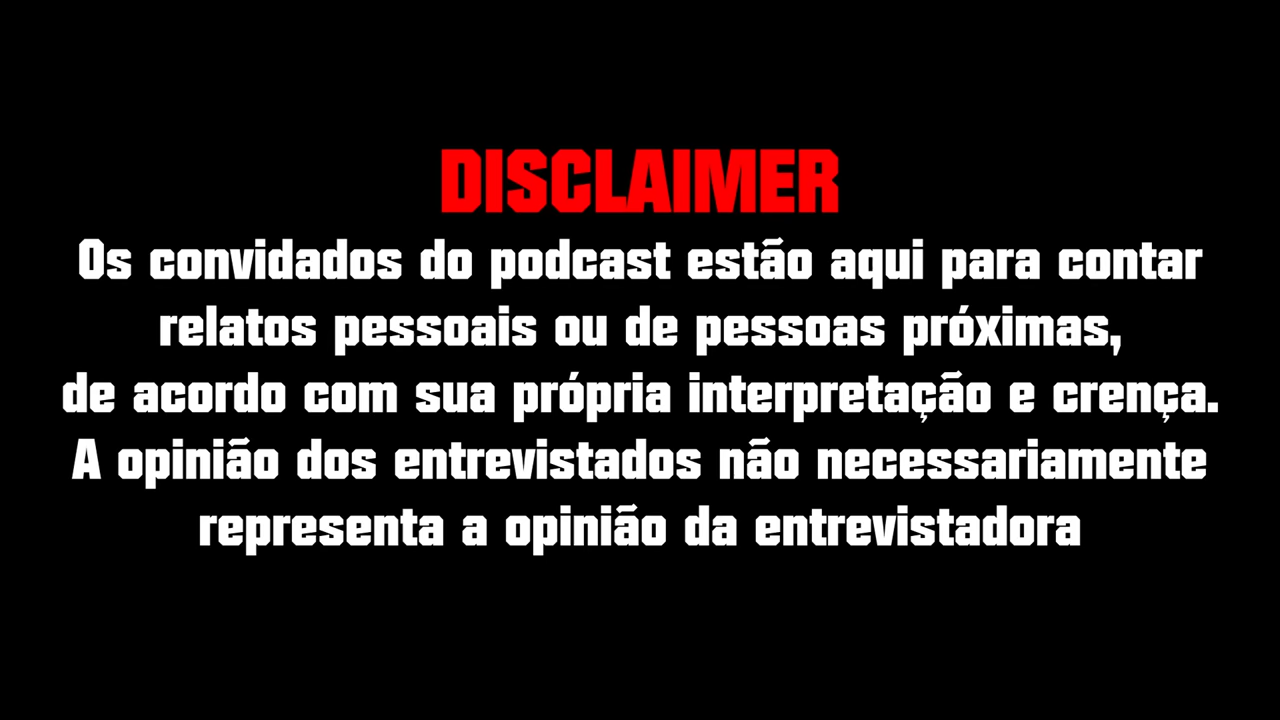 DISCLAIMER
Os convidados do podcast estão aqui para contar
relatos pessoais ou de pessoas próximas,
de acordo com sua própria interpretação e crença.
A opinião dos entrevistados não necessariamente
representa a opinião da entrevistadora